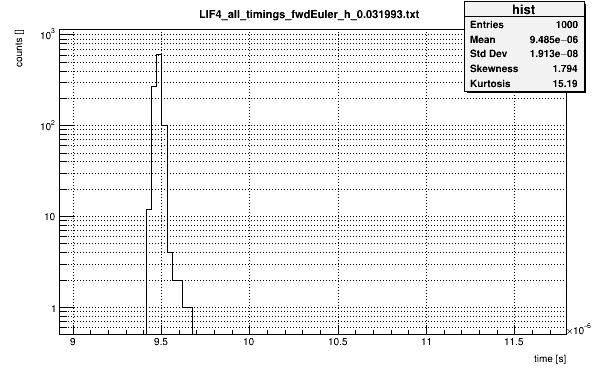 LIF4_all_timings_fwdEuler_h_0.031993.txt
hist
Entries 1000
Mean 9.485e−06
Std Dev 1.913e−08
Skewness 1.794
Kurtosis 15.19
counts []
10³
10²
10
1
9 9.5 10 10.5 11 11.5
×10⁻⁶
time [s]